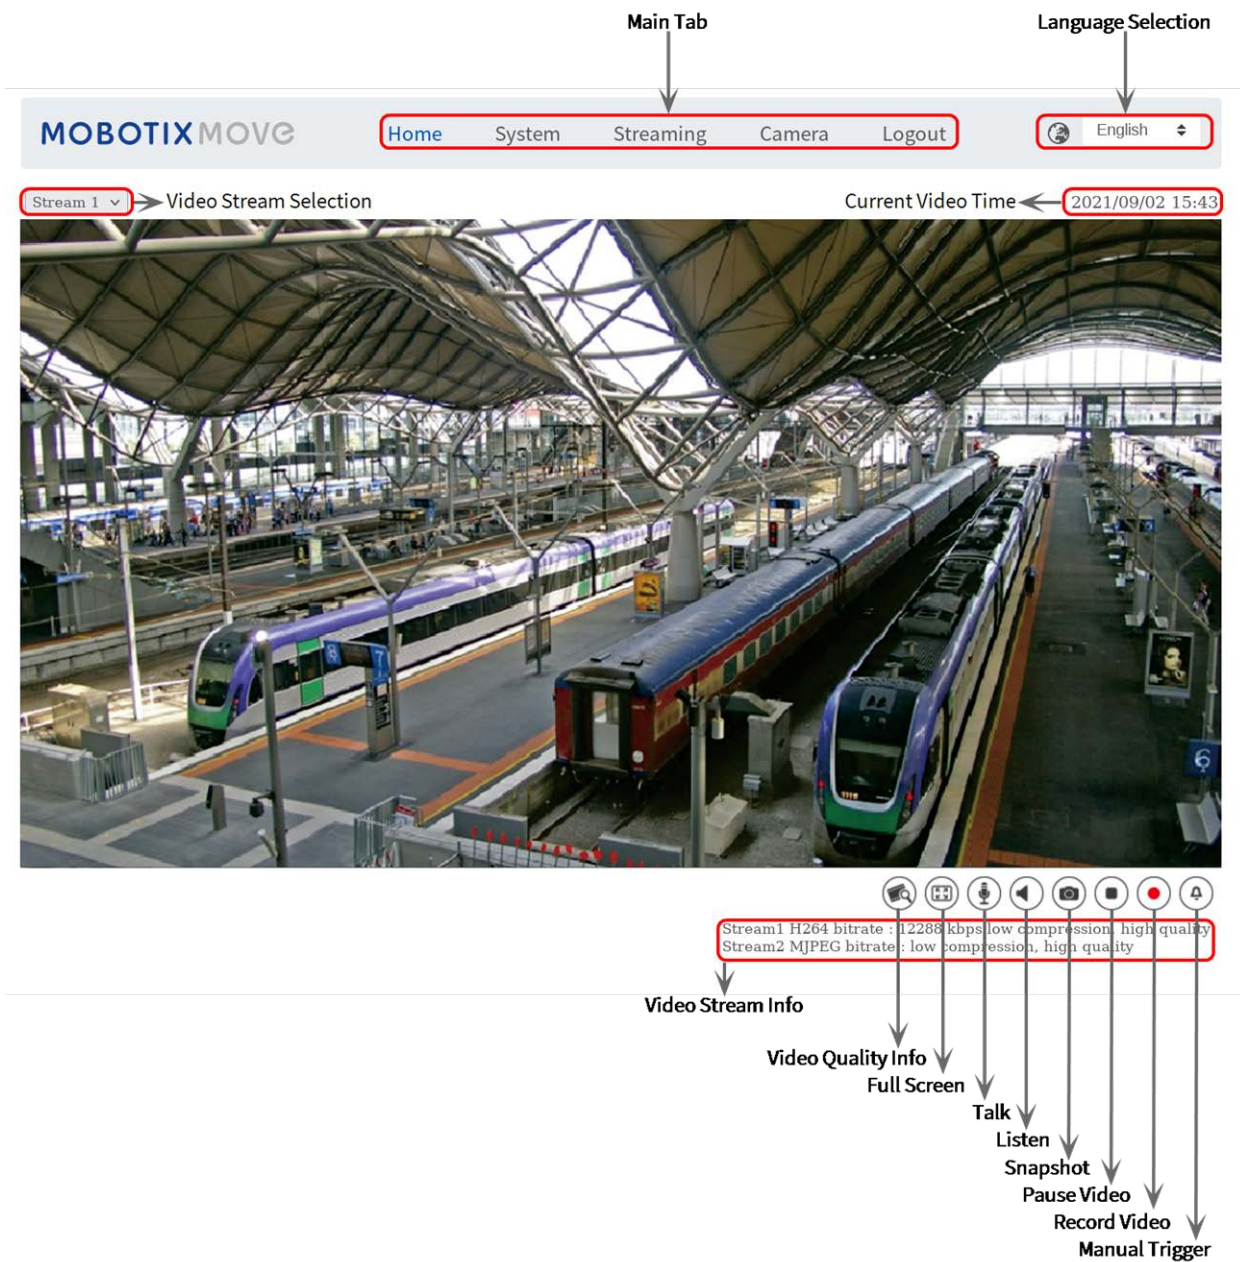 Main Tab
Language Selection
MOBOTIX MOVE
Home System Streaming Camera Logout
English
Stream 1
Video Stream Selection
Current Video Time
2021/09/02 15:43
7
6
1116
Stream1 H264 bitrate : 12288 kbps low compression, high quality
Stream2 MJPEG bitrate : low compression, high quality
Video Stream Info
Video Quality Info
Full Screen
Talk
Listen
Snapshot
Pause Video
Record Video
Manual Trigger